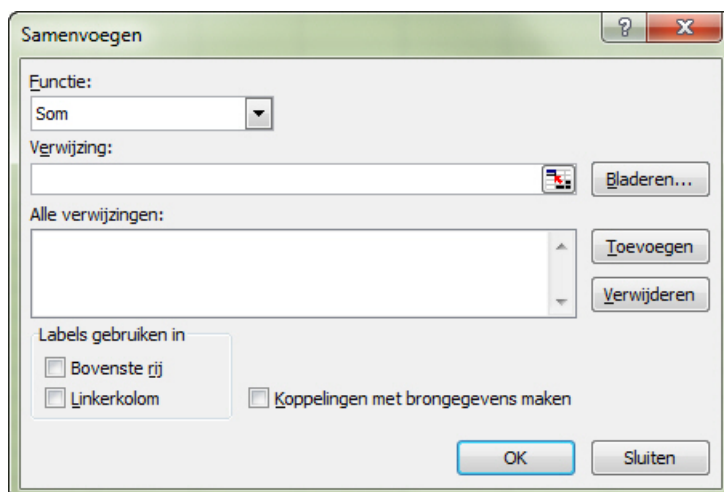 Samenvoegen
Functie:
Som
Verwijzing:
Bladeren...
Alle verwijzingen:
Toevoegen
Verwijderen
Labels gebruiken in
Bovenste rij
Linkerkolom
Koppelingen met brongegevens maken
OK
Sluiten